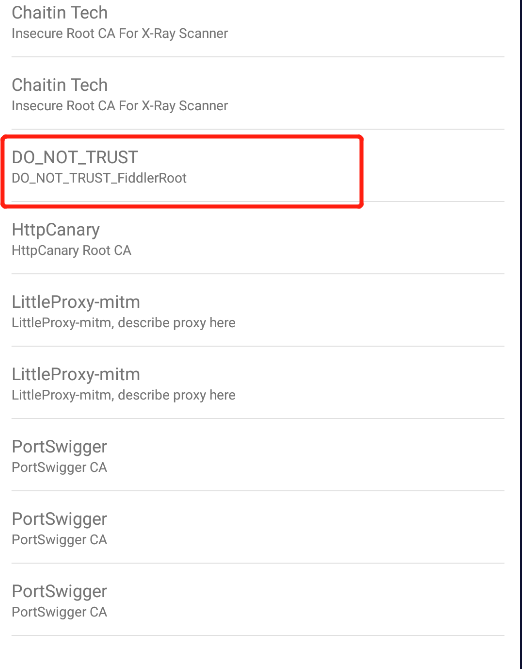 Chaitin Tech
Insecure Root CA For X-Ray Scanner
Chaitin Tech
Insecure Root CA For X-Ray Scanner
DO_NOT_TRUST
DO_NOT_TRUST_FiddlerRoot
HttpCanary
HttpCanary Root CA
LittleProxy-mitm
LittleProxy-mitm, describe proxy here
LittleProxy-mitm
LittleProxy-mitm, describe proxy here
PortSwigger
PortSwigger CA
PortSwigger
PortSwigger CA
PortSwigger
PortSwigger CA